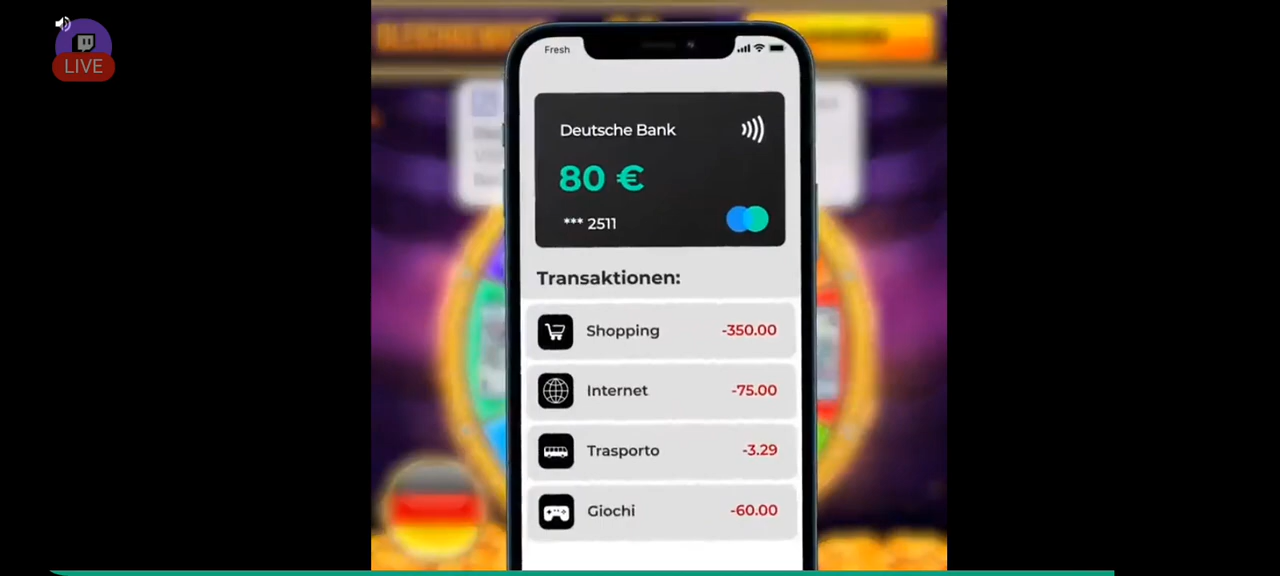 LIVE
Fresh
Deutsche Bank
80 €
*** 2511
Transaktionen:
Shopping -350.00
Internet -75.00
Trasporto -3.29
Giochi -60.00